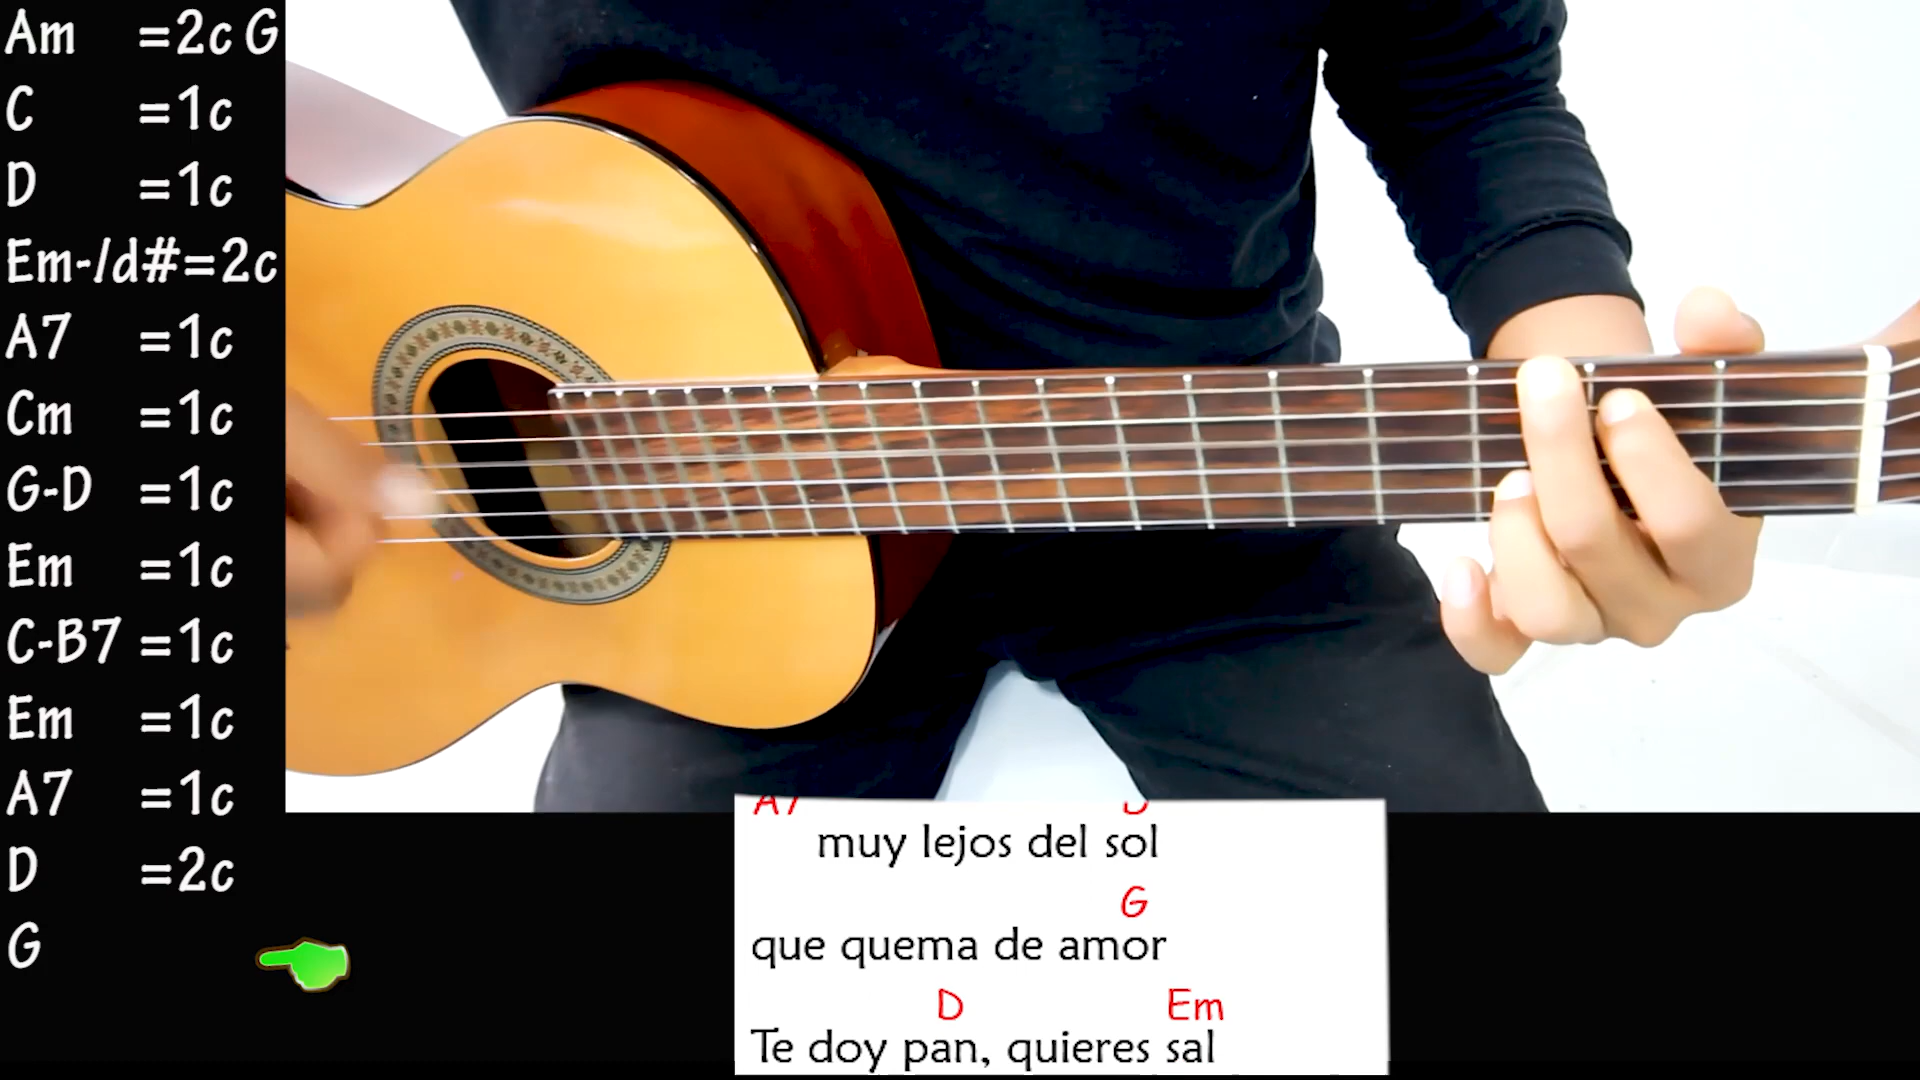 Am =2c G
C =1c
D =1c
Em-/d#=2c
A7 =1c
Cm =1c
G-D =1c
Em =1c
C-B7 =1c
Em =1c
A7 =1c
D =2c
G
A7 D
muy lejos del sol
G
que quema de amor
D Em
Te doy pan, quieres sal